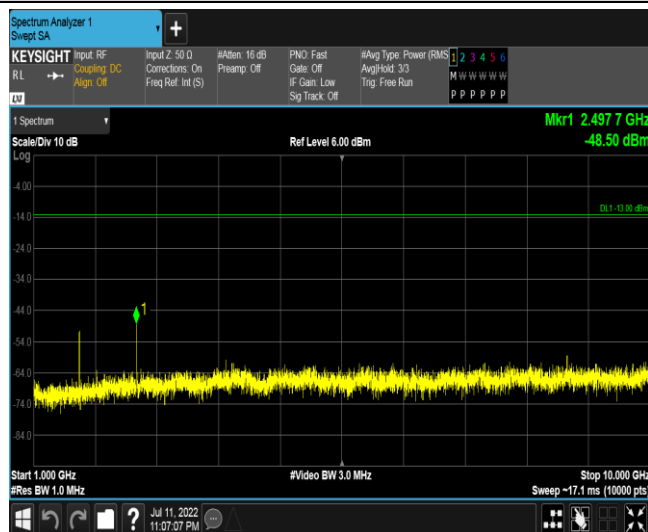 Spectrum Analyzer 1
Swept SA
+
KEYSIGHT
RL
LXI
Input: RF
Coupling: DC
Align: Off
Input Z: 50 Ω
Corrections: On
Freq Ref: Int (S)
#Atten: 16 dB
Preamp: Off
PNO: Fast
Gate: Off
IF Gain: Low
Sig Track: Off
#Avg Type: Power (RMS
Avg|Hold: 3/3
Trig: Free Run
1 2 3 4 5 6
M W W W W W
P P P P P P
1 Spectrum
Mkr1 2.497 7 GHz
-48.50 dBm
Scale/Div 10 dB
Ref Level 6.00 dBm
Log
-4.00
DL1 -13.00 dBm
-14.0
-24.0
-34.0
-44.0
1
-54.0
-64.0
-74.0
-84.0
Start 1.000 GHz
#Video BW 3.0 MHz
Stop 10.000 GHz
#Res BW 1.0 MHz
Sweep ~17.1 ms (10000 pts)
?
Jul 11, 2022
11:07:07 PM